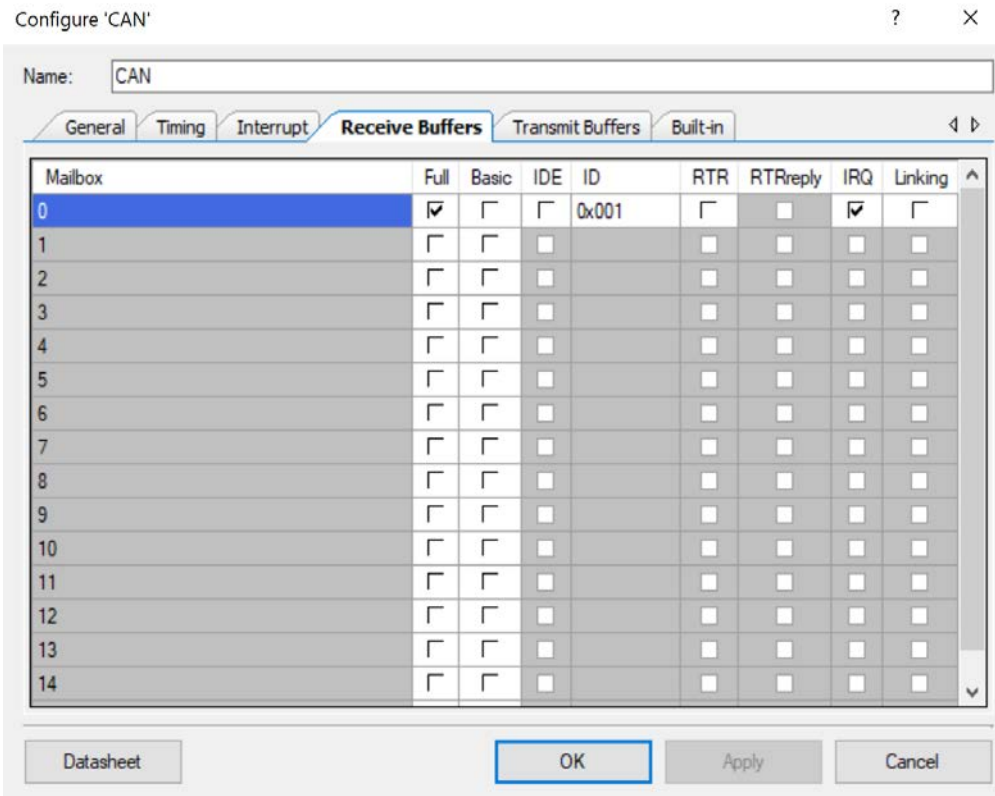 Configure 'CAN' ? ×
Name: CAN
General Timing Interrupt Receive Buffers Transmit Buffers Built-in
Mailbox Full Basic IDE ID RTR RTRreply IRQ Linking
0 0x001
1
2
3
4
5
6
7
8
9
10
11
12
13
14
Datasheet OK Apply Cancel